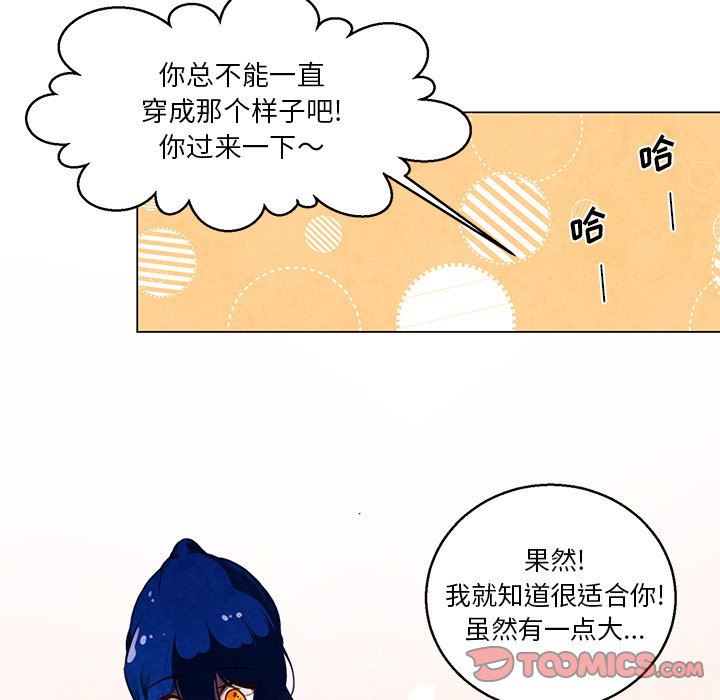 你总不能一直
穿成那个样子吧!
你过来一下～
哈
哈
果然!
我就知道很适合你!
虽然有一点大...
TOOMICS.COM